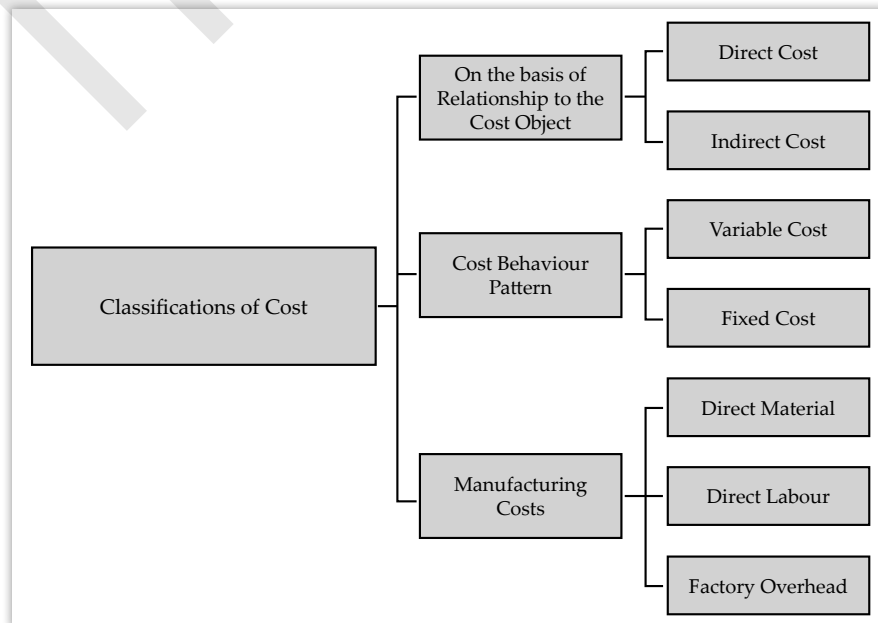 Classifications of Cost
On the basis of
Relationship to the
Cost Object
Direct Cost
Indirect Cost
Cost Behaviour
Pattern
Variable Cost
Fixed Cost
Manufacturing
Costs
Direct Material
Direct Labour
Factory Overhead